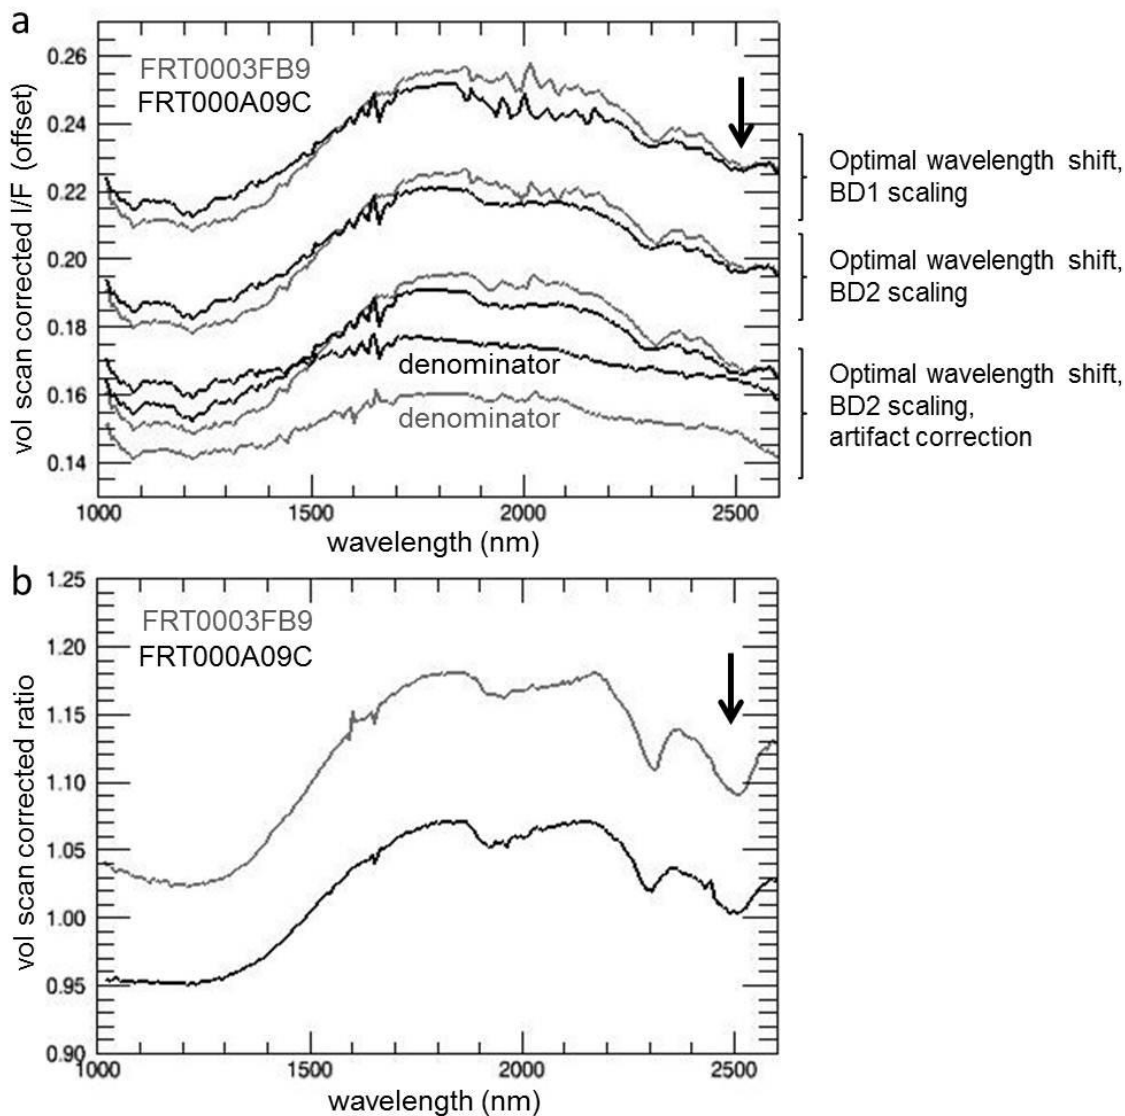 a
FRT0003FB9
FRT000A09C
0.26
0.24
0.22
0.20
0.18
0.16
0.14
vol scan corrected I/F (offset)
denominator
denominator
1000
1500
2000
2500
wavelength (nm)
Optimal wavelength shift,
BD1 scaling
Optimal wavelength shift,
BD2 scaling
Optimal wavelength shift,
BD2 scaling,
artifact correction
b
FRT0003FB9
FRT000A09C
1.25
1.20
1.15
1.10
1.05
1.00
0.95
0.90
vol scan corrected ratio
1000
1500
2000
2500
wavelength (nm)